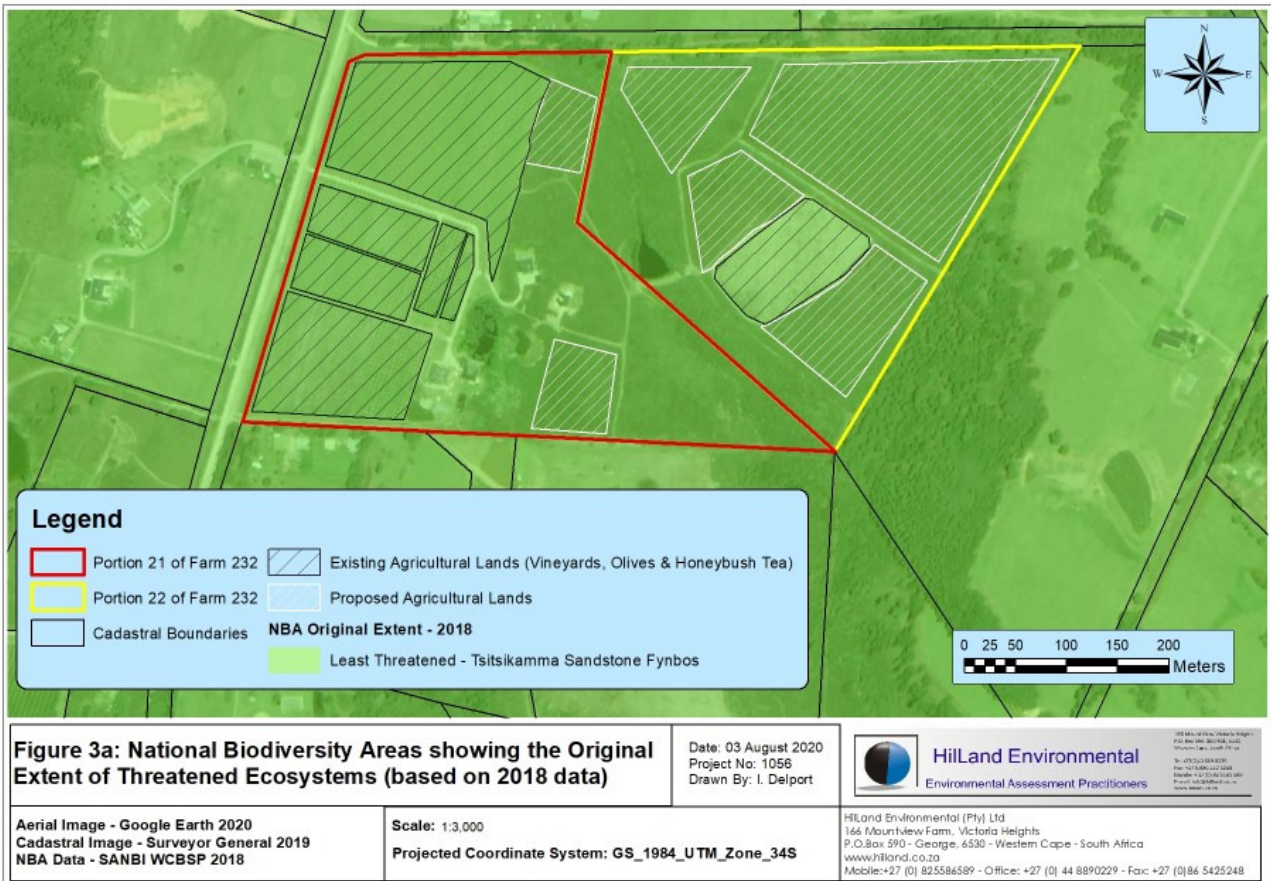 N
W E
S
Legend
Portion 21 of Farm 232
Existing Agricultural Lands (Vineyards, Olives & Honeybush Tea)
Portion 22 of Farm 232
Proposed Agricultural Lands
Cadastral Boundaries
NBA Original Extent - 2018
Least Threatened - Tsitsikamma Sandstone Fynbos
0 25 50 100 150 200
Meters
Figure 3a: National Biodiversity Areas showing the Original
Extent of Threatened Ecosystems (based on 2018 data)
Date: 03 August 2020
Project No: 1056
Drawn By: I. Delport
HilLand Environmental
Environmental Assessment Practitioners
Aerial Image - Google Earth 2020
Cadastral Image - Surveyor General 2019
NBA Data - SANBI WCBSP 2018
Scale: 1:3,000
Projected Coordinate System: GS_1984_UTM_Zone_34S
HilLand Environmental (Pty) Ltd
166 Mountview Farm, Victoria Heights
P.O.Box 590 - George, 6530 - Western Cape - South Africa
www.hilland.co.za
Mobile:+27 (0) 825586589 - Office: +27 (0) 44 8890229 - Fax: +27 (0)86 5425248